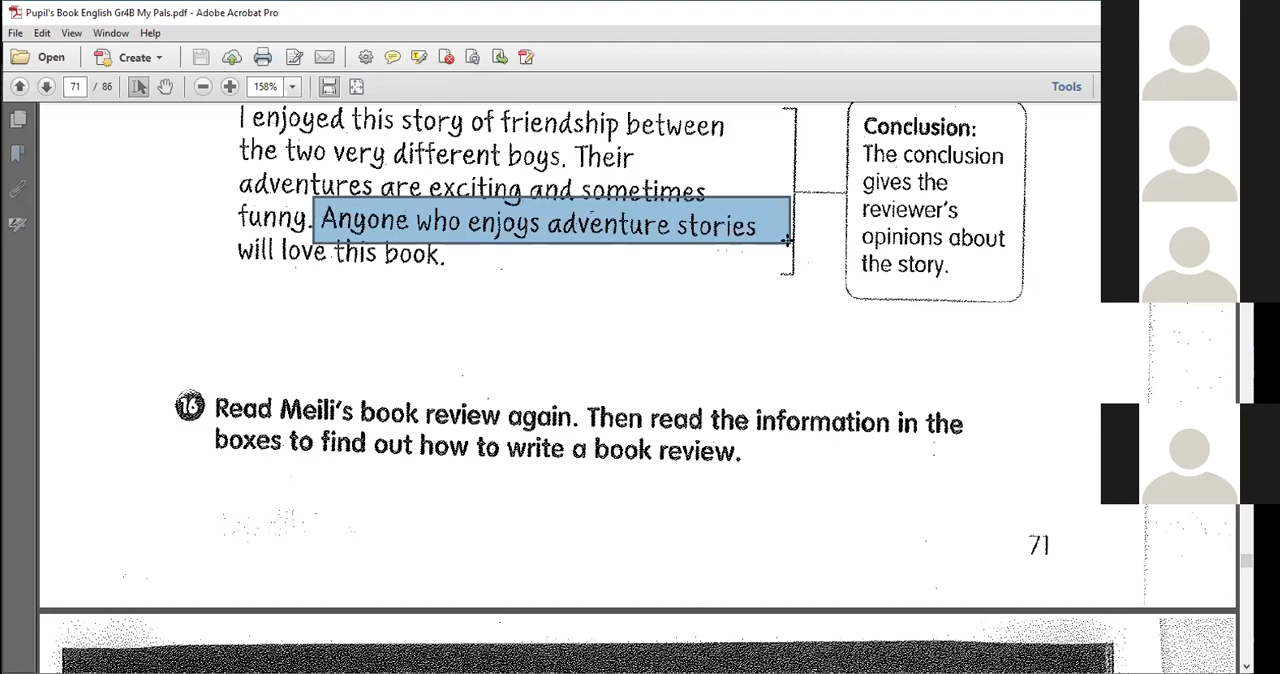 Pupil's Book English Gr4B My Pals.pdf - Adobe Acrobat Pro
File Edit View Window Help
Open Create
71 / 86 158% Tools
I enjoyed this story of friendship between
the two very different boys. Their
adventures are exciting and sometimes
funny. Anyone who enjoys adventure stories
will love this book.
Conclusion:
The conclusion
gives the
reviewer's
opinions about
the story.
16 Read Meili's book review again. Then read the information in the
boxes to find out how to write a book review.
71